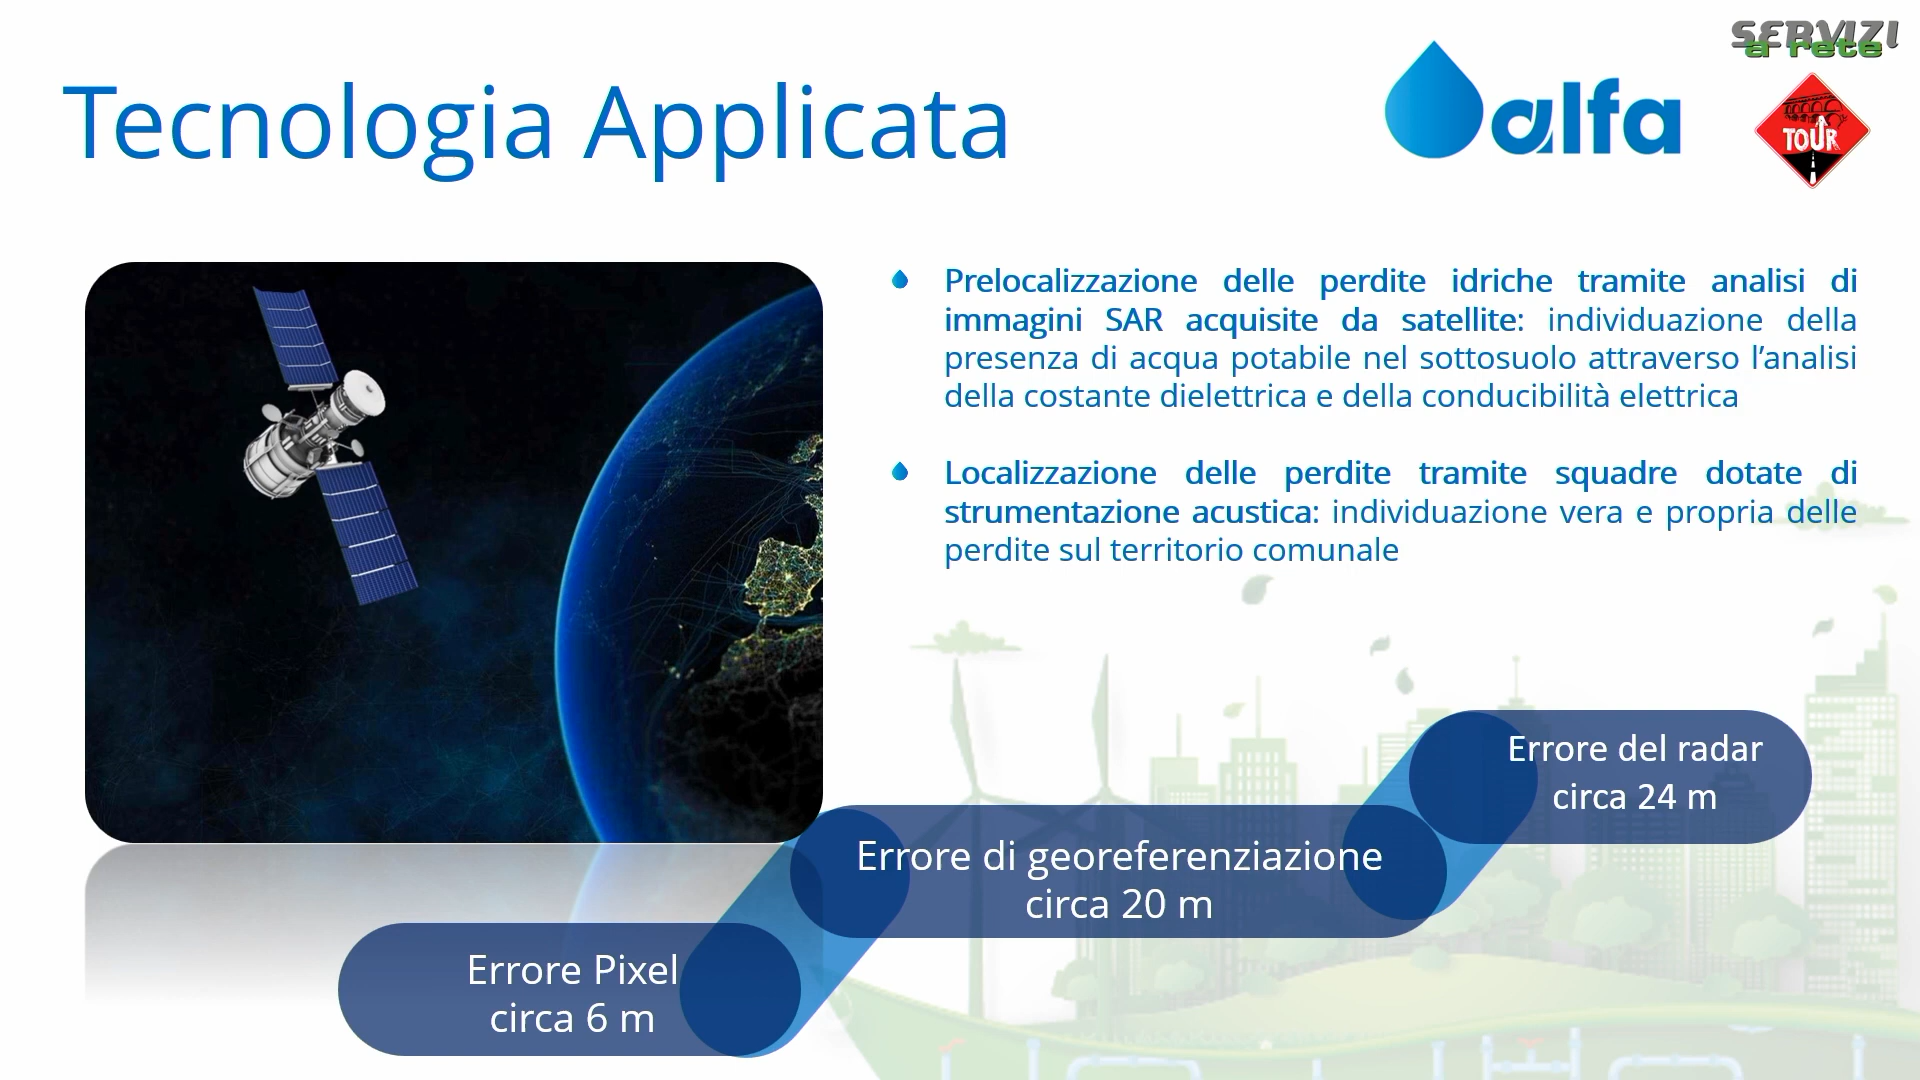 SERVIZI
a rete
Tecnologia Applicata
alfa
TOUR
Prelocalizzazione delle perdite idriche tramite analisi di
immagini SAR acquisite da satellite: individuazione della
presenza di acqua potabile nel sottosuolo attraverso l’analisi
della costante dielettrica e della conducibilità elettrica
Localizzazione delle perdite tramite squadre dotate di
strumentazione acustica: individuazione vera e propria delle
perdite sul territorio comunale
Errore del radar
circa 24 m
Errore di georeferenziazione
circa 20 m
Errore Pixel
circa 6 m